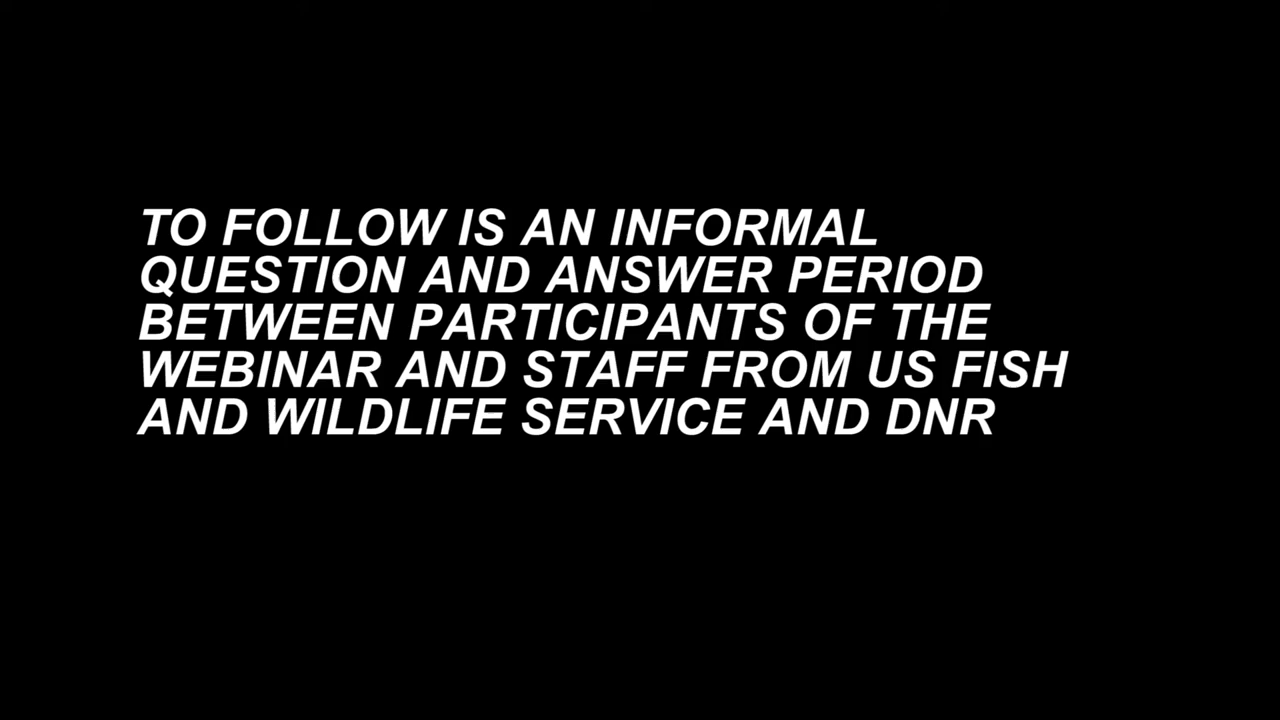 TO FOLLOW IS AN INFORMAL
QUESTION AND ANSWER PERIOD
BETWEEN PARTICIPANTS OF THE
WEBINAR AND STAFF FROM US FISH
AND WILDLIFE SERVICE AND DNR